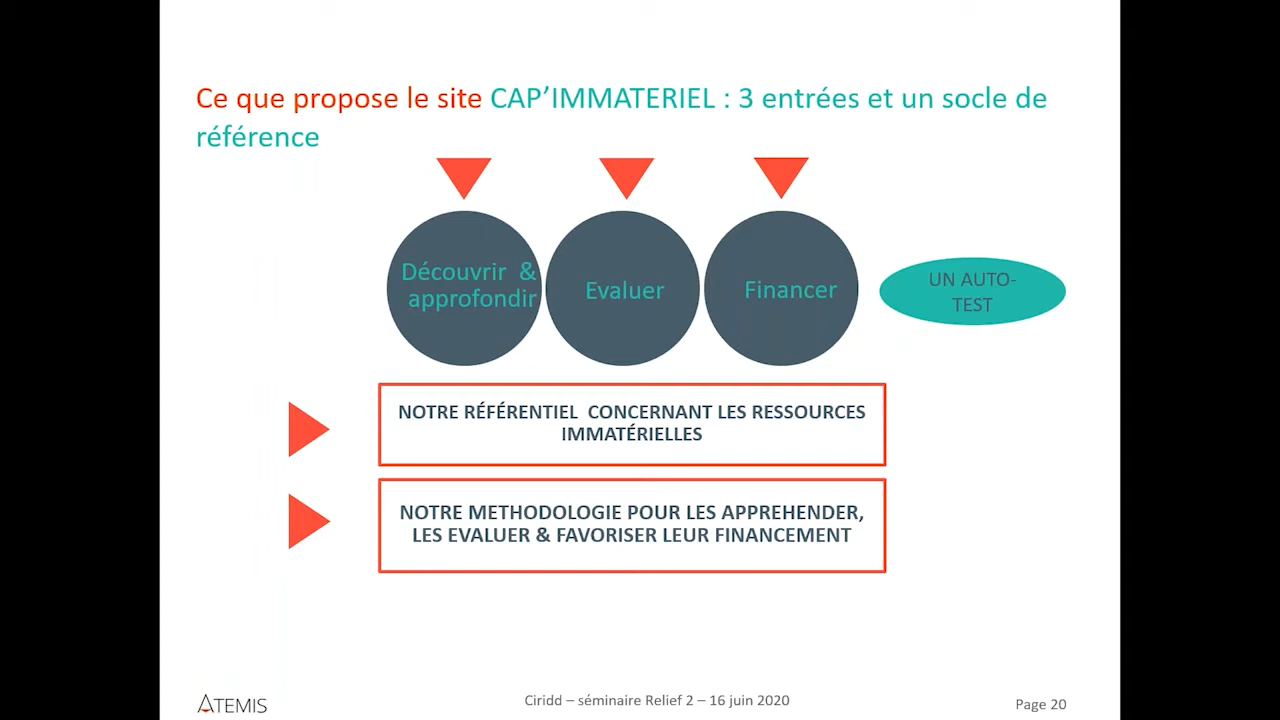 Ce que propose le site CAP’IMMATERIEL : 3 entrées et un socle de
référence
Découvrir &
approfondir
Evaluer
Financer
UN AUTO-
TEST
NOTRE RÉFÉRENTIEL CONCERNANT LES RESSOURCES
IMMATÉRIELLES
NOTRE METHODOLOGIE POUR LES APPREHENDER,
LES EVALUER & FAVORISER LEUR FINANCEMENT
ATEMIS
Ciridd – séminaire Relief 2 – 16 juin 2020
Page 20